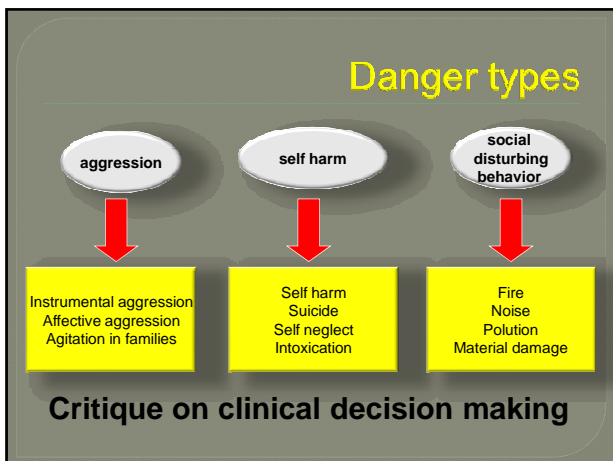 Danger types
aggression
self harm
social
disturbing
behavior
Instrumental aggression
Affective aggression
Agitation in families
Self harm
Suicide
Self neglect
Intoxication
Fire
Noise
Polution
Material damage
Critique on clinical decision making